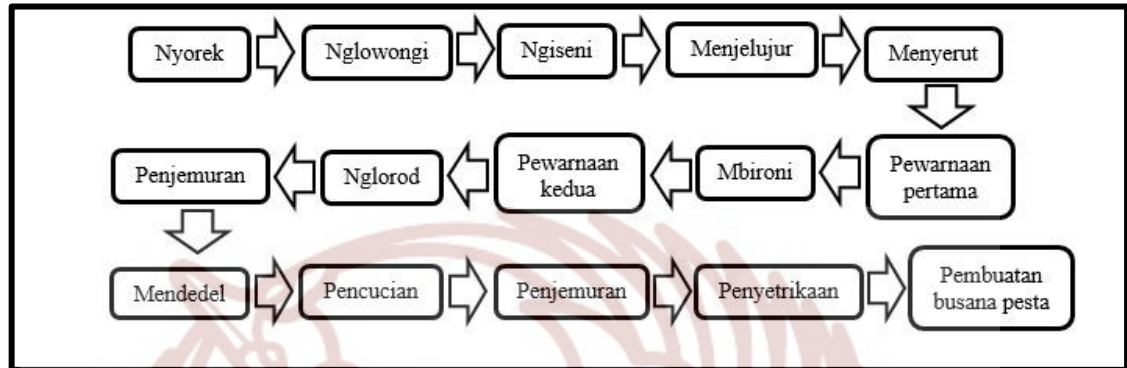 Nyorek
Nglowongi
Ngiseni
Menjelujur
Menyerut
Pewarnaan
pertama
Mbironi
Pewarnaan
kedua
Nglorod
Penjemuran
Mendedel
Pencucian
Penjemuran
Penyetrikaan
Pembuatan
busana pesta